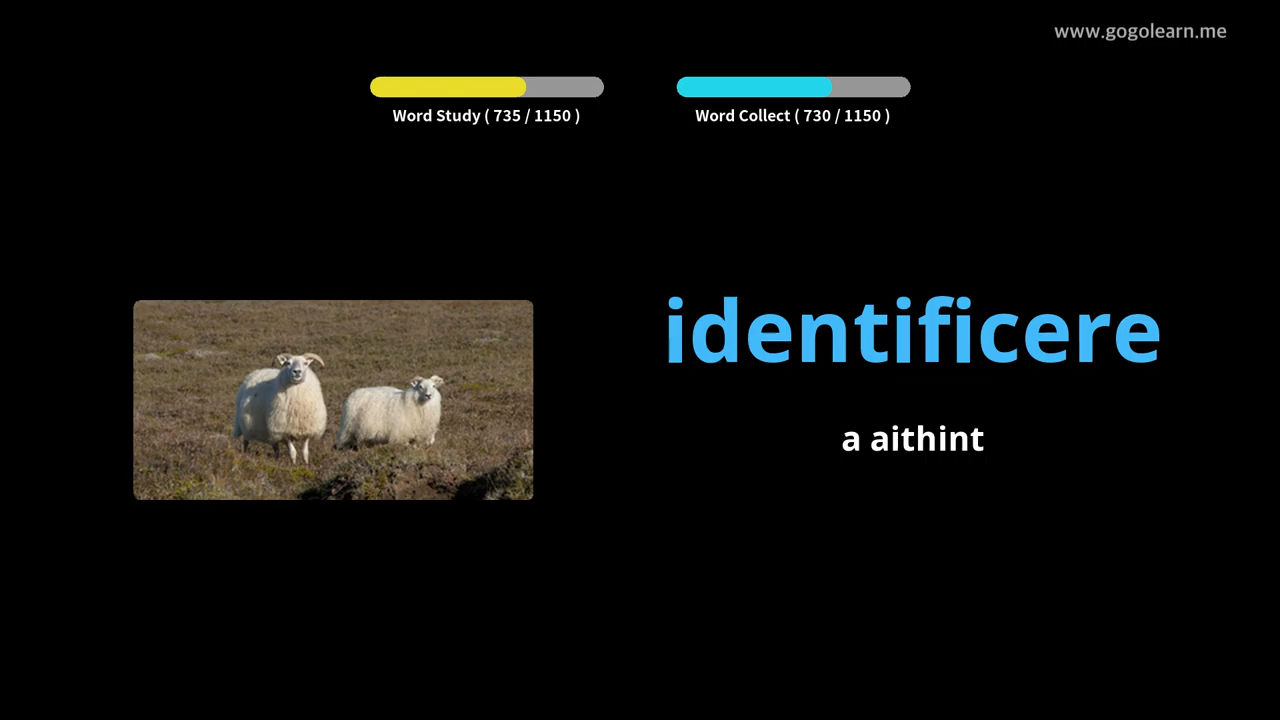 www.gogolearn.me
Word Study ( 735 / 1150 )
Word Collect ( 730 / 1150 )
identificere
a aithint